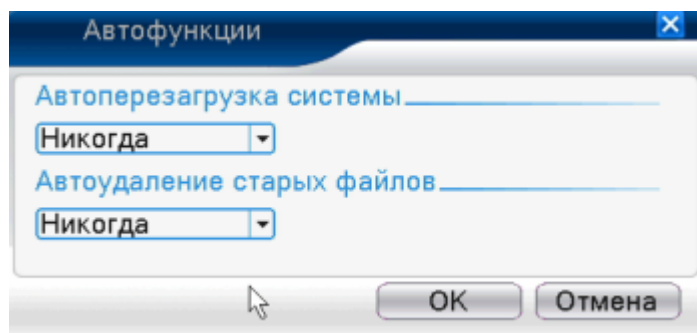 Автофункции
Автоперезагрузка системы
Никогда
Автоудаление старых файлов
Никогда
OK Отмена